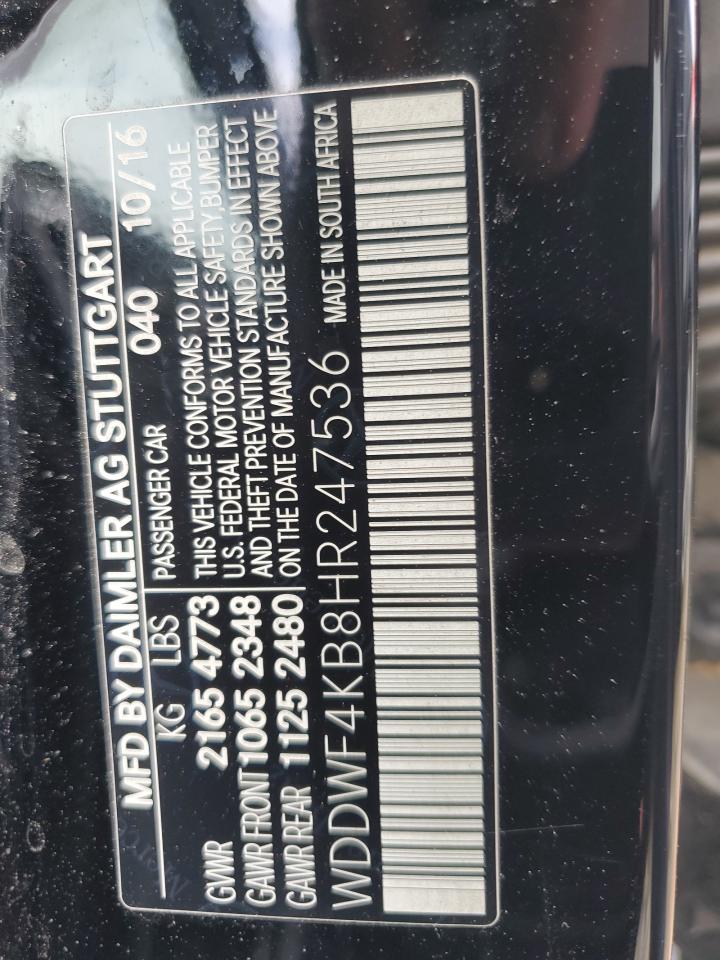 MFD BY DAIMLER AG STUTTGART
KG LBS PASSENGER CAR 040 10/16
GVWR 2165 4773 THIS VEHICLE CONFORMS TO ALL APPLICABLE
U.S. FEDERAL MOTOR VEHICLE SAFETY, BUMPER
GAWR FRONT 1065 2348 AND THEFT PREVENTION STANDARDS IN EFFECT
GAWR REAR 1125 2480 ON THE DATE OF MANUFACTURE SHOWN ABOVE
WDDWF4KB8HR247536 MADE IN SOUTH AFRICA